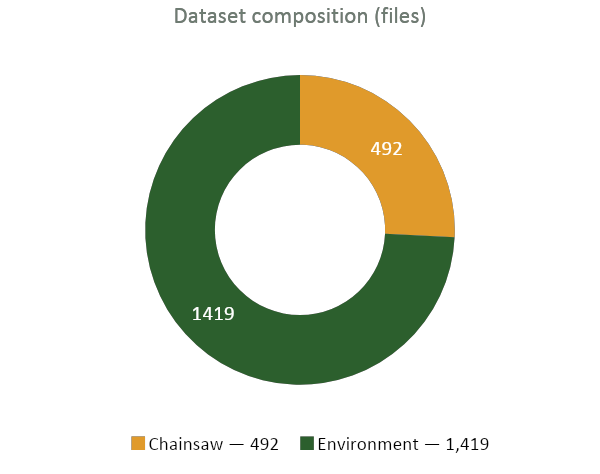 Dataset composition (files)
492
1419
Chainsaw — 492
Environment — 1,419